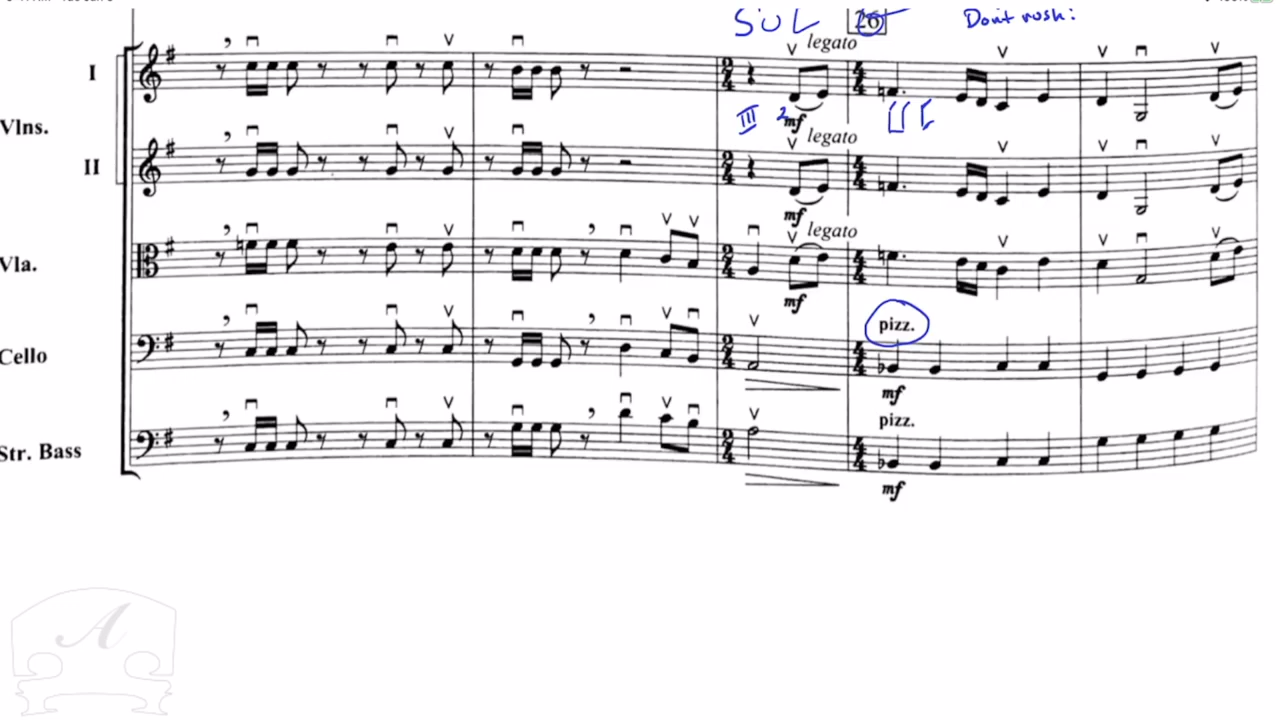 SUL 26 Don't rush!
I legato
Vlns.
III 2 mf
II legato
mf
Vla. legato
mf
Cello pizz.
mf
Str. Bass pizz.
mf
A